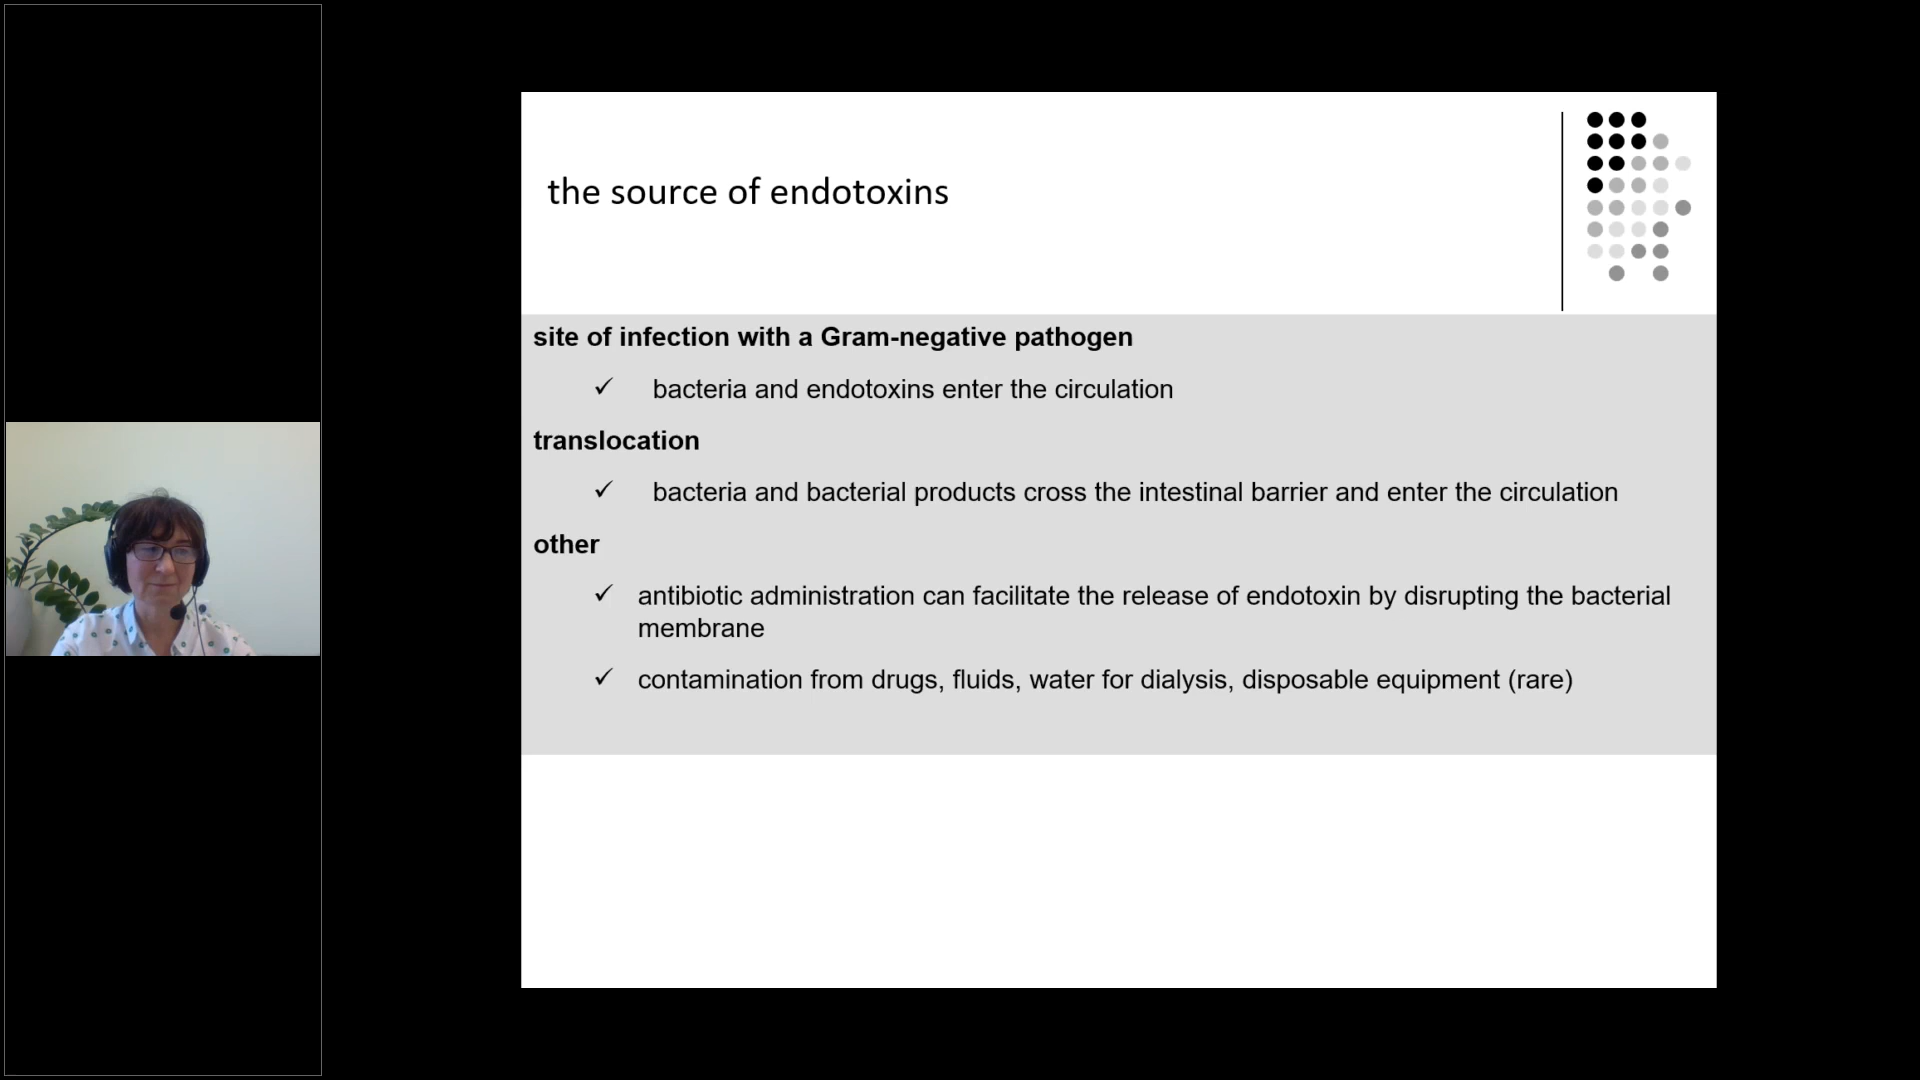 the source of endotoxins
site of infection with a Gram-negative pathogen
✓ bacteria and endotoxins enter the circulation
translocation
✓ bacteria and bacterial products cross the intestinal barrier and enter the circulation
other
✓ antibiotic administration can facilitate the release of endotoxin by disrupting the bacterial
membrane
✓ contamination from drugs, fluids, water for dialysis, disposable equipment (rare)